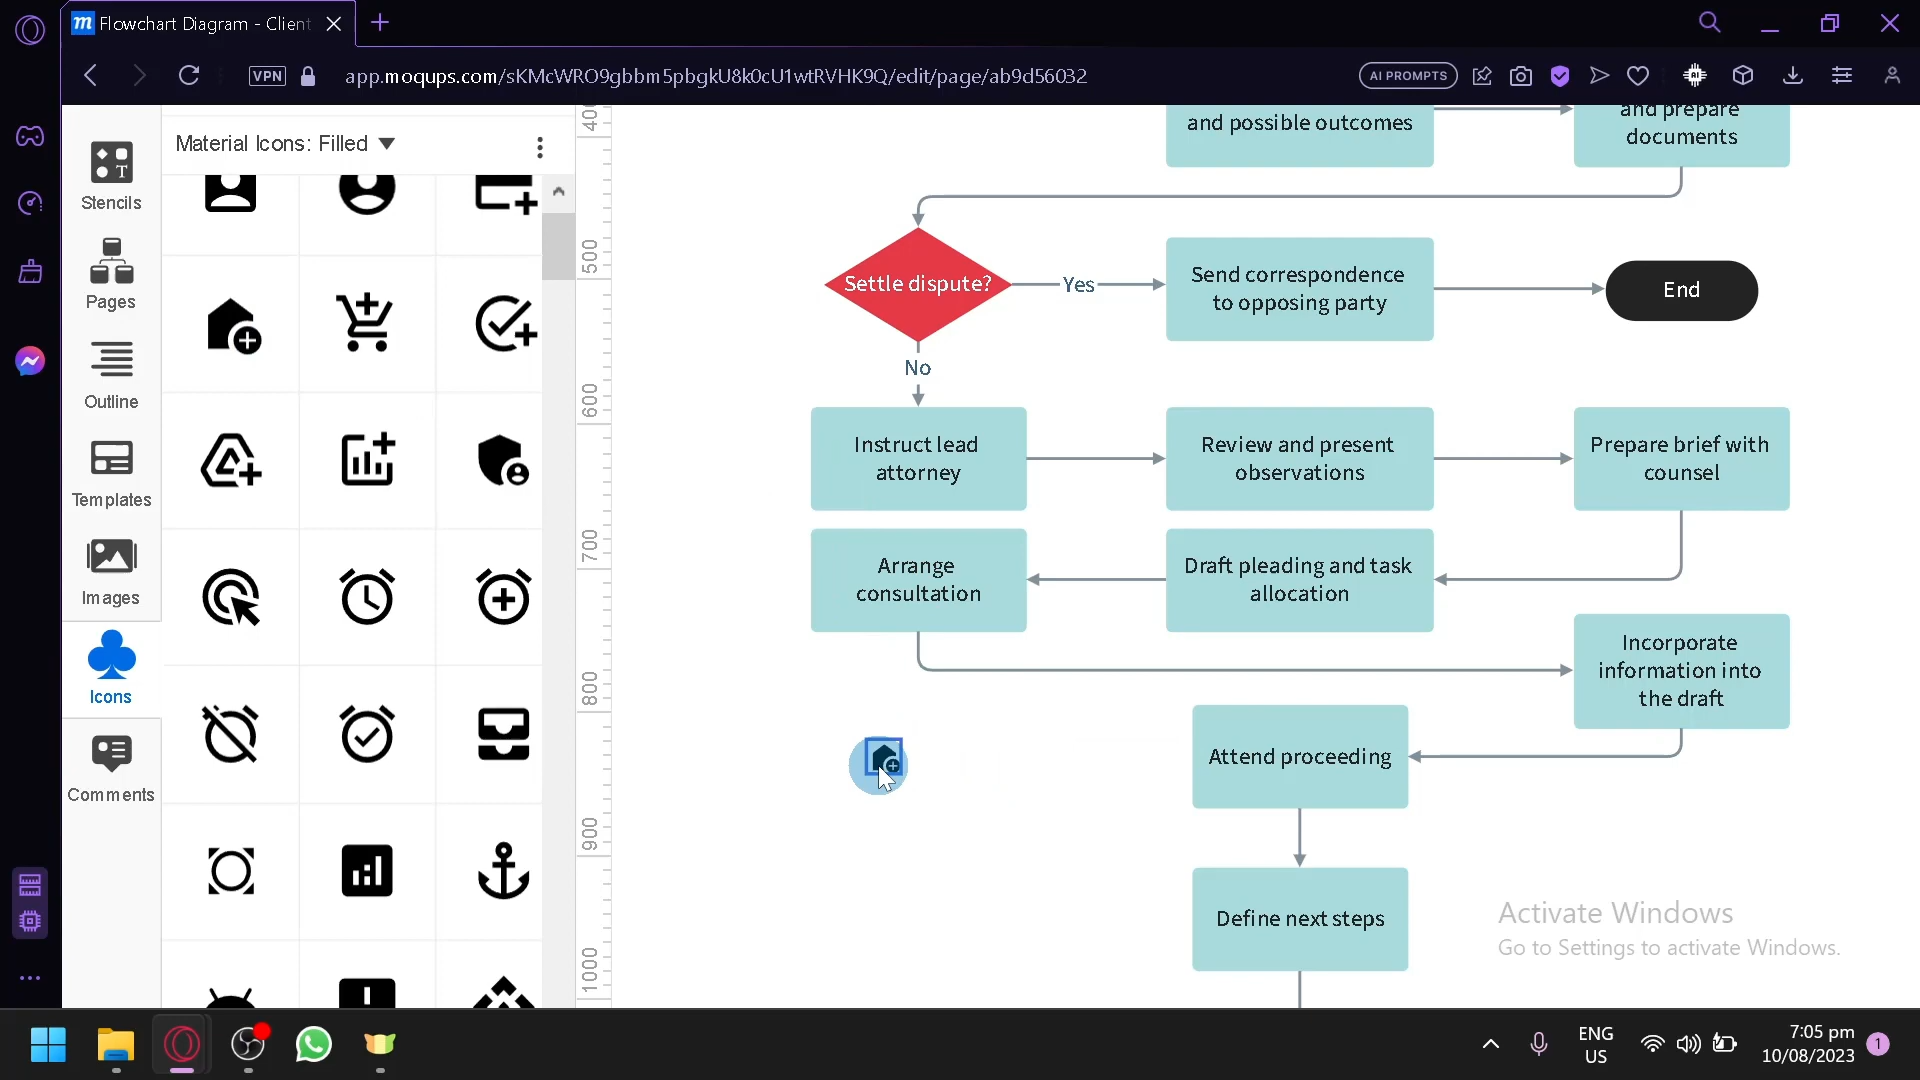 Flowchart Diagram - Client
VPN
app.moqups.com/sKMcWRO9gbbm5pbgkU8k0cU1wtRVHK9Q/edit/page/ab9d56032
AI PROMPTS
Material Icons: Filled
Stencils
Pages
Outline
Templates
Images
Icons
Comments
400
500
600
700
800
900
1000
and possible outcomes
and prepare
documents
Settle dispute?
Yes
Send correspondence
to opposing party
End
No
Instruct lead
attorney
Review and present
observations
Prepare brief with
counsel
Arrange
consultation
Draft pleading and task
allocation
Incorporate
information into
the draft
Attend proceeding
Define next steps
Activate Windows
Go to Settings to activate Windows.
ENG
US
7:05 pm
10/08/2023
1